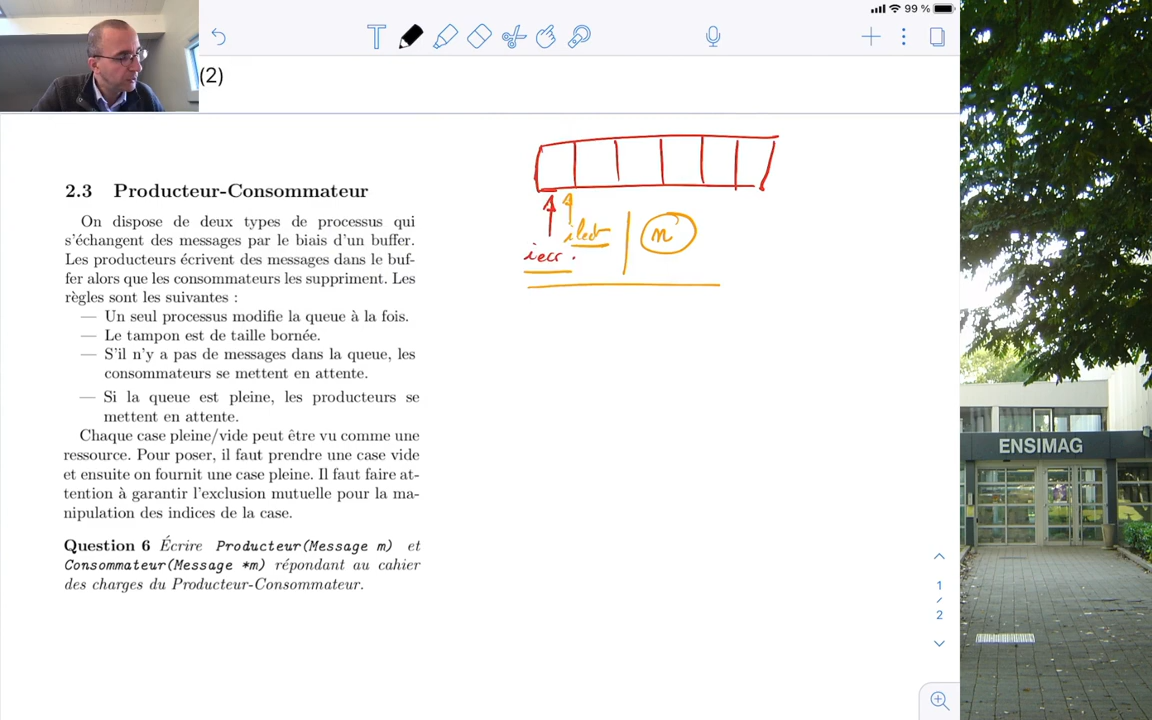 99 %
(2)
2.3 Producteur-Consommateur
On dispose de deux types de processus qui
s'échangent des messages par le biais d'un buffer.
Les producteurs écrivent des messages dans le buf-
fer alors que les consommateurs les suppriment. Les
règles sont les suivantes :
— Un seul processus modifie la queue à la fois.
— Le tampon est de taille bornée.
— S'il n'y a pas de messages dans la queue, les
consommateurs se mettent en attente.
— Si la queue est pleine, les producteurs se
mettent en attente.
Chaque case pleine/vide peut être vu comme une
ressource. Pour poser, il faut prendre une case vide
et ensuite on fournit une case pleine. Il faut faire at-
tention à garantir l'exclusion mutuelle pour la ma-
nipulation des indices de la case.
Question 6 Écrire Producteur(Message m) et
Consommateur(Message *m) répondant au cahier
des charges du Producteur-Consommateur.
ilect
iecr.
ENSIMAG
1
/
2